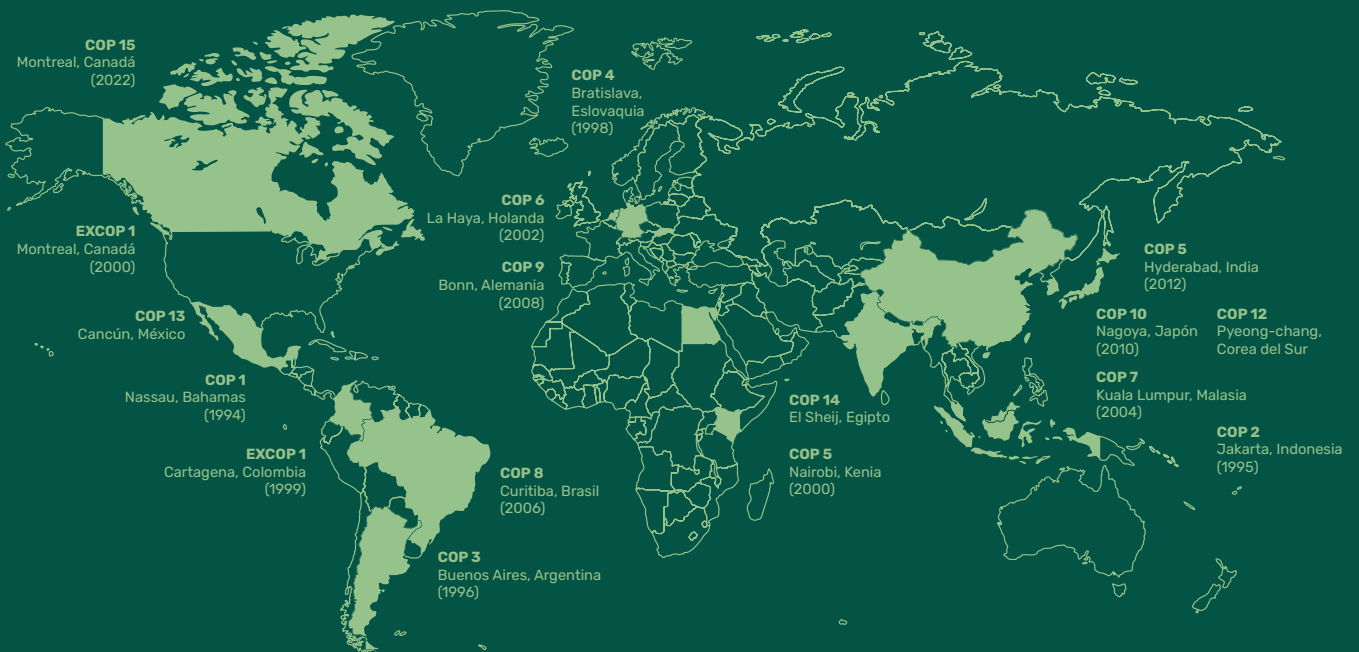 COP 15
Montreal, Canadá
(2022)
COP 4
Bratislava,
Eslovaquia
(1998)
COP 6
La Haya, Holanda
(2002)
EXCOP 1
Montreal, Canadá
(2000)
COP 9
Bonn, Alemania
(2008)
COP 5
Hyderabad, India
(2012)
COP 13
Cancún, México
COP 10
Nagoya, Japón
(2010)
COP 12
Pyeong-chang,
Corea del Sur
COP 1
Nassau, Bahamas
(1994)
COP 7
Kuala Lumpur, Malasia
(2004)
COP 14
El Sheij, Egipto
COP 2
Jakarta, Indonesia
(1995)
EXCOP 1
Cartagena, Colombia
(1999)
COP 8
Curitiba, Brasil
(2006)
COP 5
Nairobi, Kenia
(2000)
COP 3
Buenos Aires, Argentina
(1996)